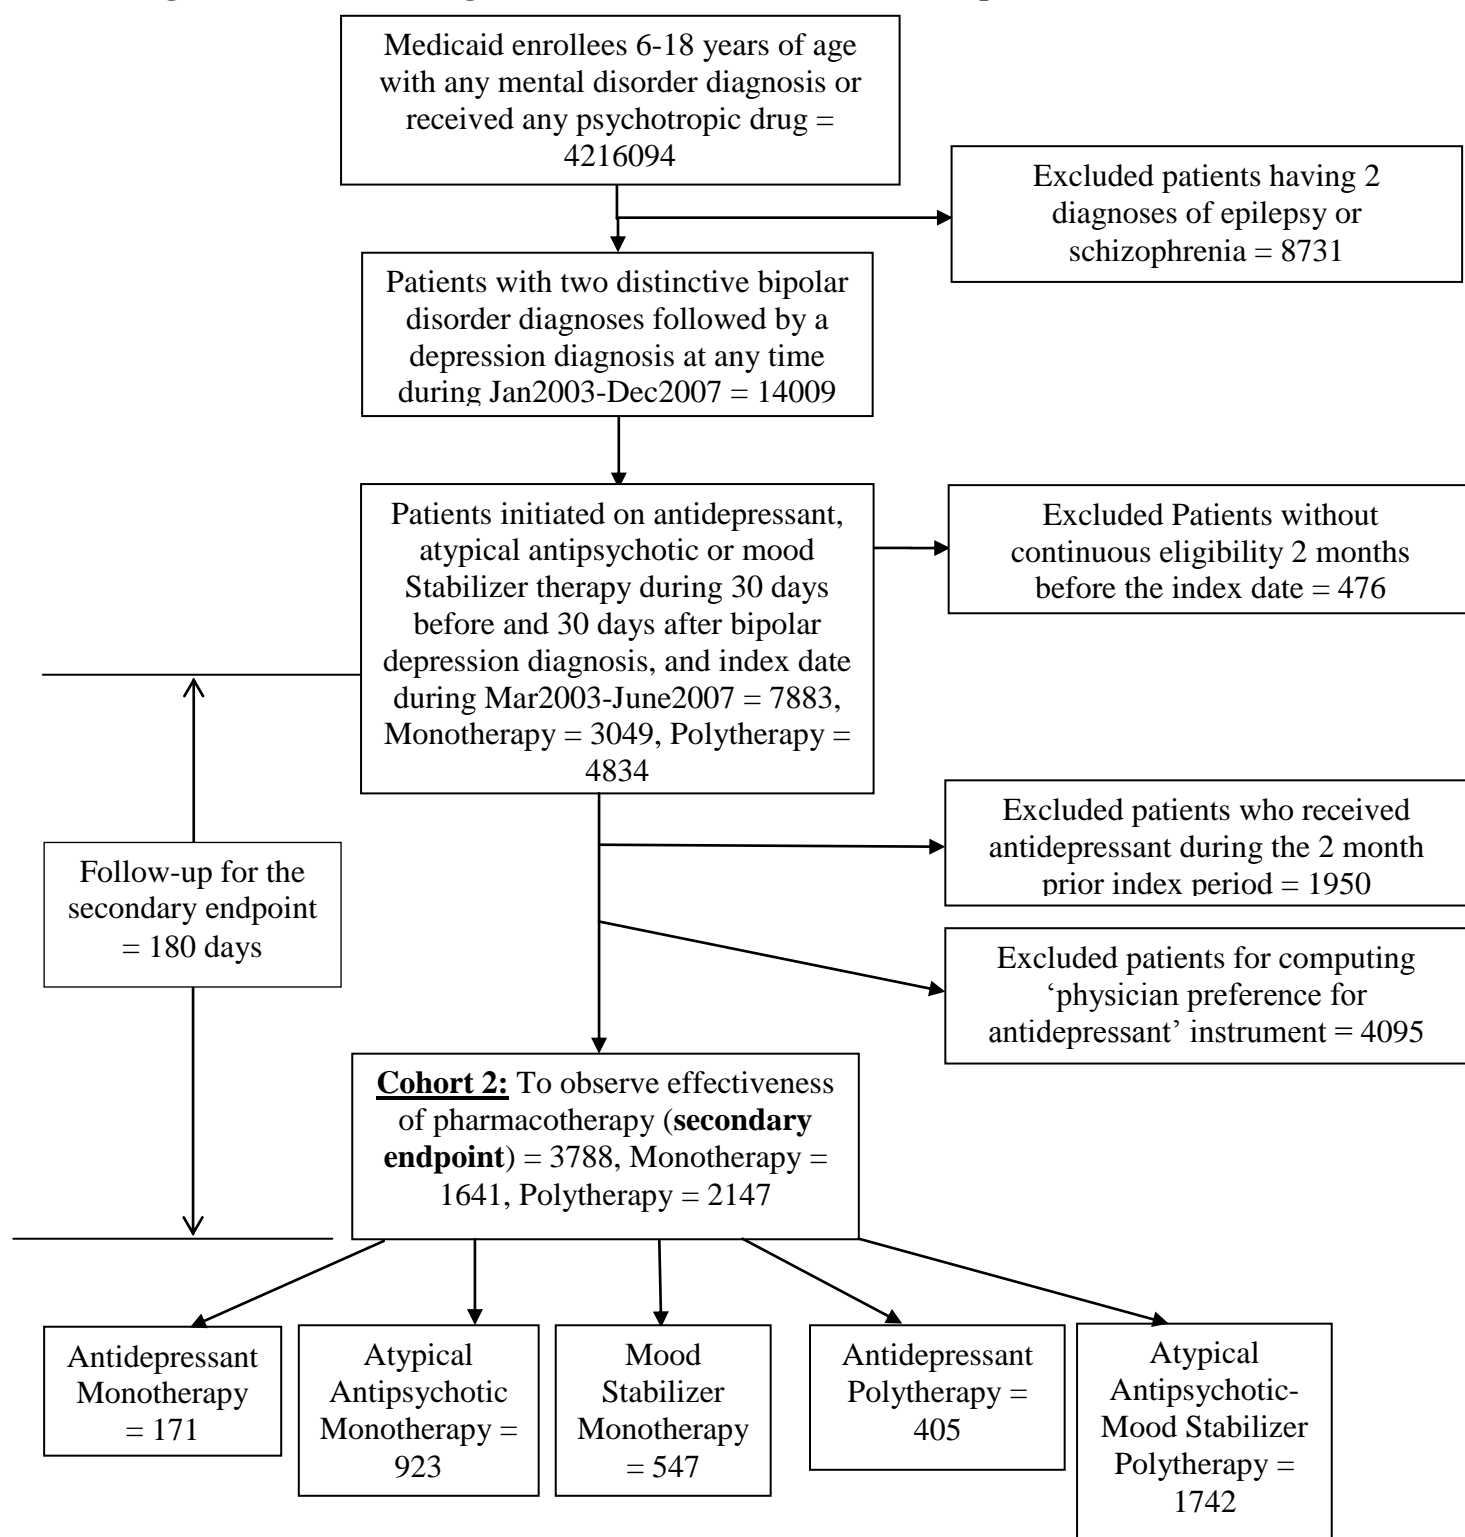 Medicaid enrollees 6-18 years of age
with any mental disorder diagnosis or
received any psychotropic drug =
4216094
Excluded patients having 2
diagnoses of epilepsy or
schizophrenia = 8731
Patients with two distinctive bipolar
disorder diagnoses followed by a
depression diagnosis at any time
during Jan2003-Dec2007 = 14009
Patients initiated on antidepressant,
atypical antipsychotic or mood
Stabilizer therapy during 30 days
before and 30 days after bipolar
depression diagnosis, and index date
during Mar2003-June2007 = 7883,
Monotherapy = 3049, Polytherapy =
4834
Excluded Patients without
continuous eligibility 2 months
before the index date = 476
Excluded patients who received
antidepressant during the 2 month
prior index period = 1950
Follow-up for the
secondary endpoint
= 180 days
Excluded patients for computing
‘physician preference for
antidepressant’ instrument = 4095
Cohort 2: To observe effectiveness
of pharmacotherapy (secondary
endpoint) = 3788, Monotherapy =
1641, Polytherapy = 2147
Antidepressant
Monotherapy
= 171
Atypical
Antipsychotic
Monotherapy =
923
Mood
Stabilizer
Monotherapy
= 547
Antidepressant
Polytherapy =
405
Atypical
Antipsychotic-
Mood Stabilizer
Polytherapy =
1742